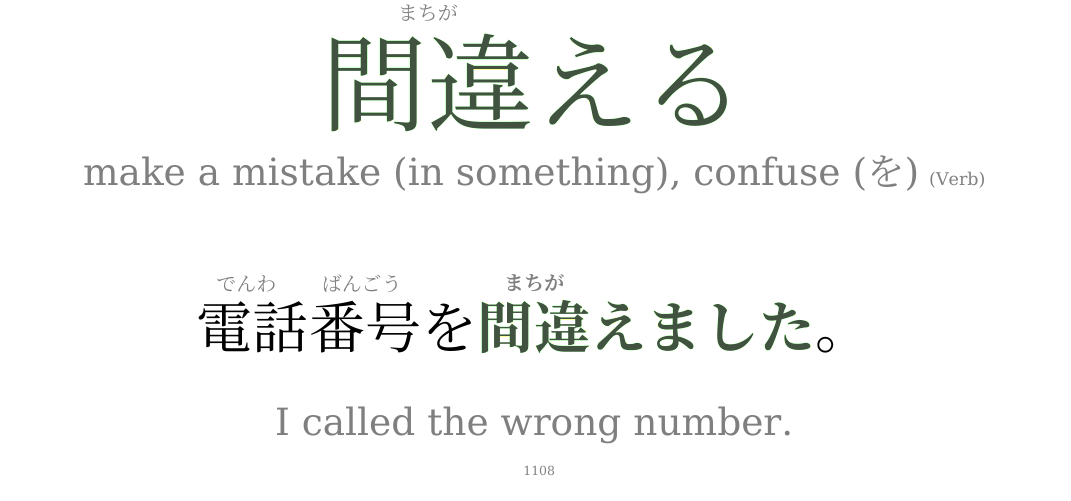 まちが
間違える
make a mistake (in something), confuse (を) (Verb)
でんわ ばんごう まちが
電話番号を間違えました。
I called the wrong number.
1108